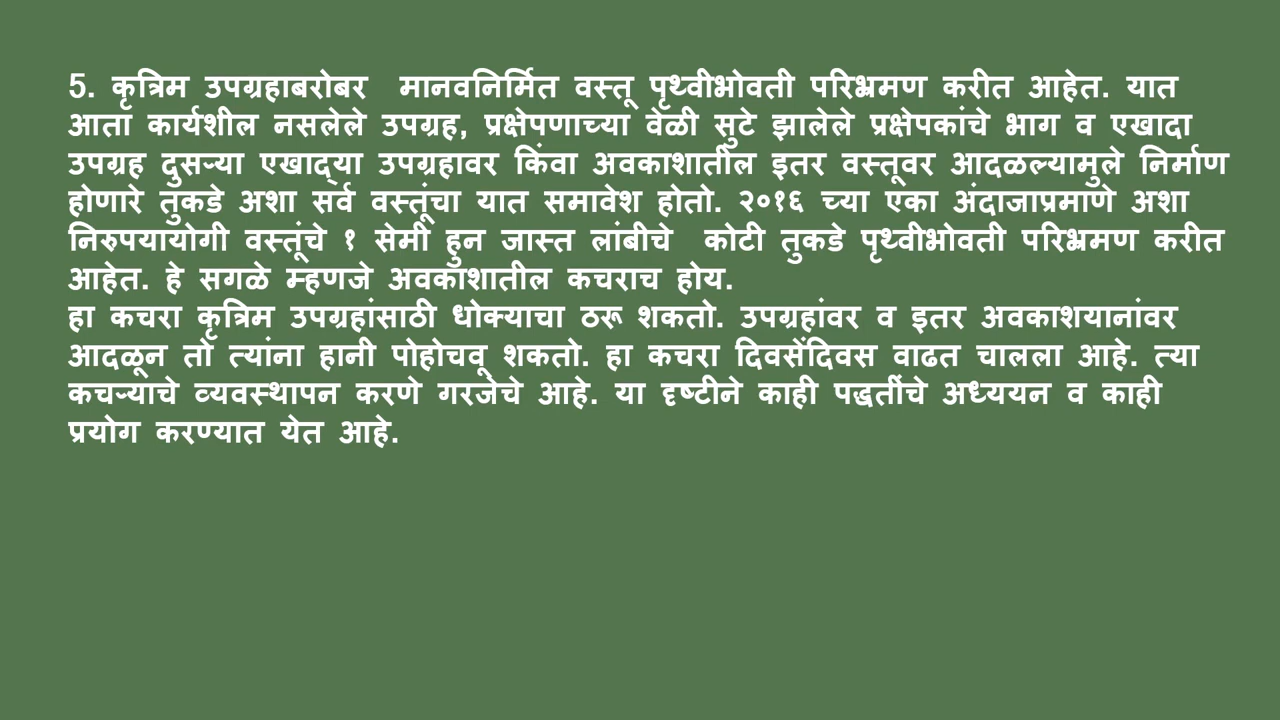 5. कृत्रिम उपग्रहाबरोबर मानवनिर्मित वस्तू पृथ्वीभोवती परिभ्रमण करीत आहेत. यात
आता कार्यशील नसलेले उपग्रह, प्रक्षेपणाच्या वेळी सुटे झालेले प्रक्षेपकांचे भाग व एखादा
उपग्रह दुसऱ्या एखाद्या उपग्रहावर किंवा अवकाशातील इतर वस्तूवर आदळल्यामुले निर्माण
होणारे तुकडे अशा सर्व वस्तूंचा यात समावेश होतो. २०१६ च्या एका अंदाजाप्रमाणे अशा
निरुपयायोगी वस्तूंचे १ सेमी हुन जास्त लांबीचे कोटी तुकडे पृथ्वीभोवती परिभ्रमण करीत
आहेत. हे सगळे म्हणजे अवकाशातील कचराच होय.
हा कचरा कृत्रिम उपग्रहांसाठी धोक्याचा ठरू शकतो. उपग्रहांवर व इतर अवकाशयानांवर
आदळून तो त्यांना हानी पोहोचवू शकतो. हा कचरा दिवसेंदिवस वाढत चालला आहे. त्या
कचऱ्याचे व्यवस्थापन करणे गरजेचे आहे. या दृष्टीने काही पद्धतींचे अध्ययन व काही
प्रयोग करण्यात येत आहे.